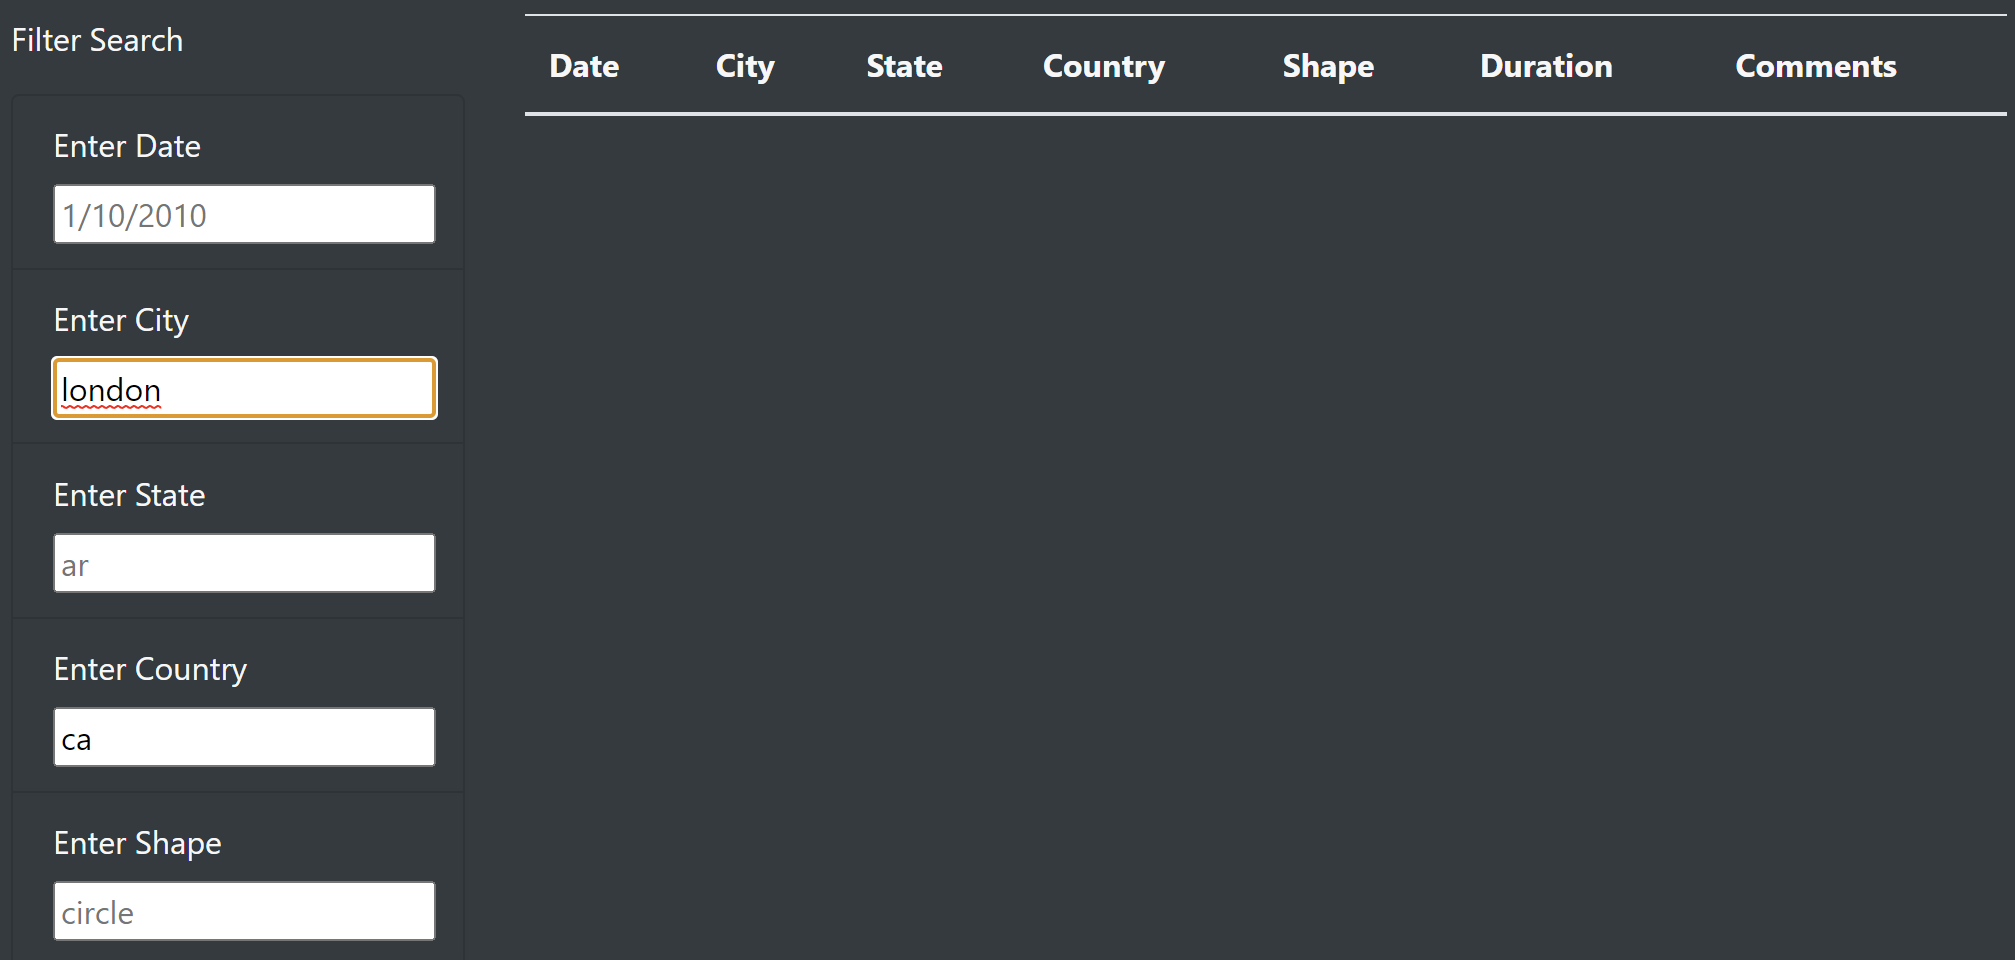 Filter Search
Enter Date
1/10/2010
Enter City
london
Enter State
ar
Enter Country
ca
Enter Shape
circle
Date City State Country Shape Duration Comments